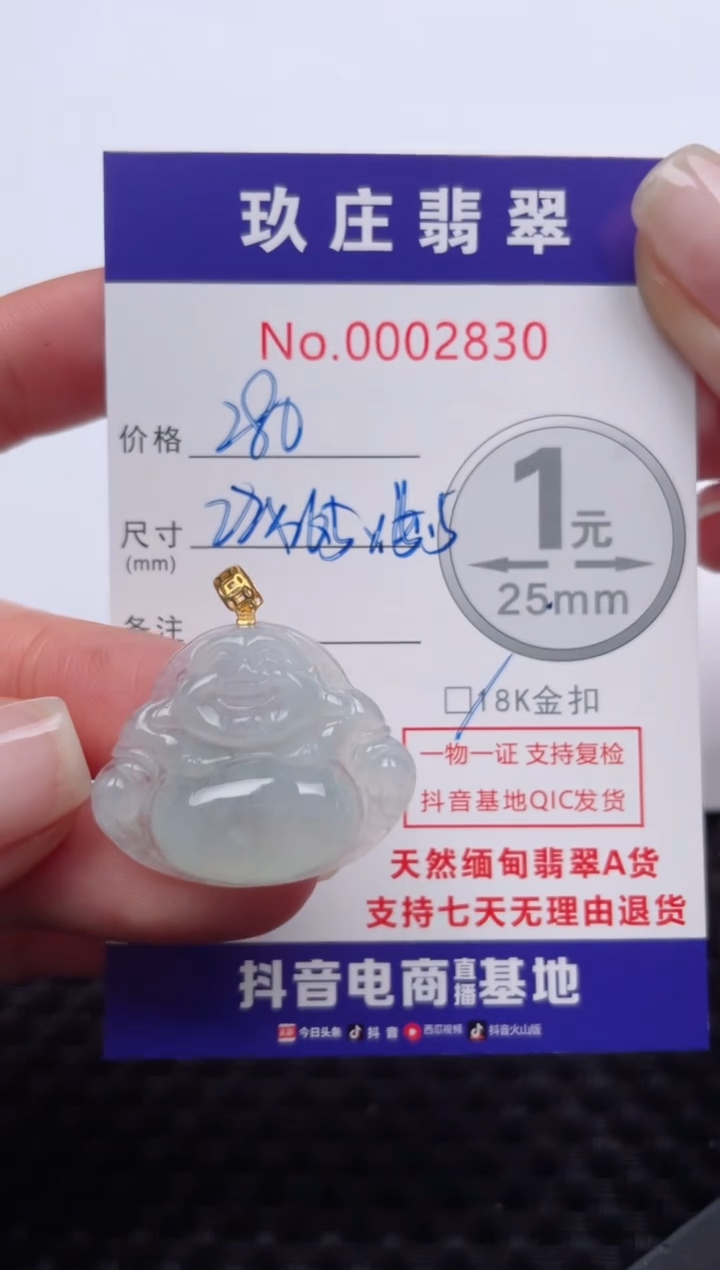 玖庄翡翠
No.0002830
价格 280
尺寸
(mm)
备注
1元
25mm
□18K金扣
一物一证 支持复检
抖音基地QIC发货
天然缅甸翡翠A货
支持七天无理由退货
抖音电商直播基地
今日头条 抖音 西瓜视频 抖音火山版